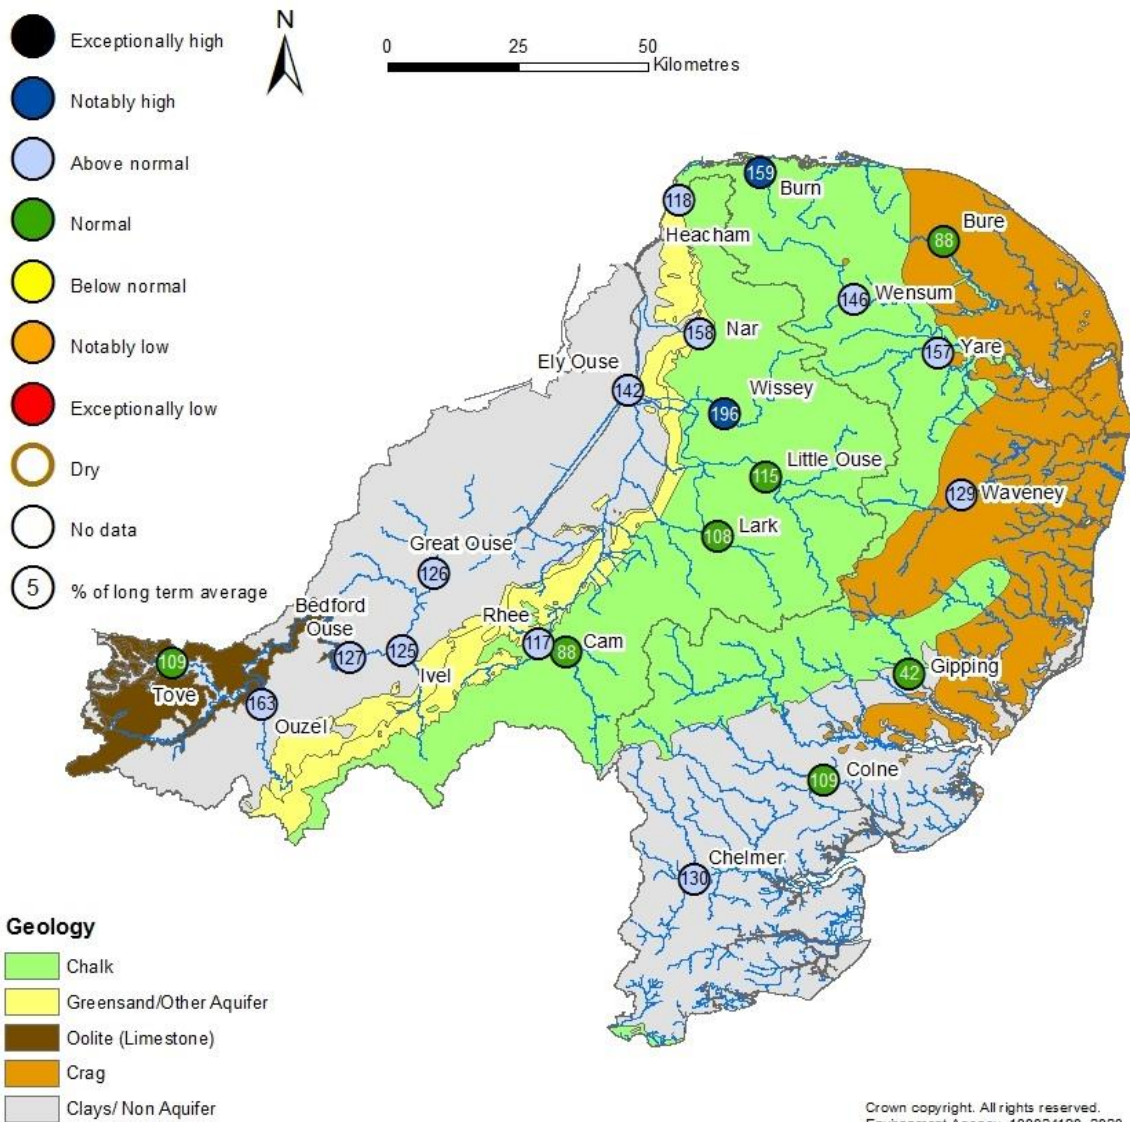 N
0 25 50
Kilometres
Exceptionally high
Notably high
Above normal
Normal
Below normal
Notably low
Exceptionally low
Dry
No data
5 % of long term average
159
Burn
118
Heacham
Bure
88
146
Wensum
158
Nar
157
Yare
Ely Ouse
142
Wissey
196
Little Ouse
115
129
Waveney
Lark
108
Great Ouse
126
Bedford
Ouse
127
125
Ivel
Rhee
117
88
Cam
109
Tove
163
Ouzel
42
Gipping
109
Colne
Chelmer
130
Geology
Chalk
Greensand/Other Aquifer
Oolite (Limestone)
Crag
Clays/ Non Aquifer
Crown copyright. All rights reserved.